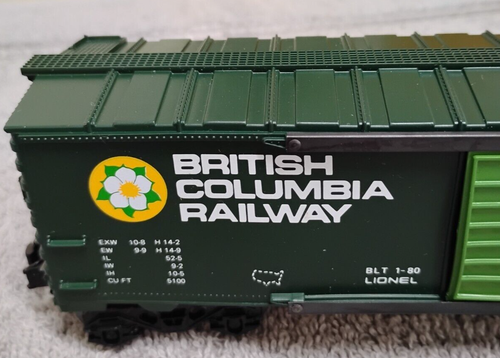 BRITISH
COLUMBIA
RAILWAY
EXW 10-8 H 14-2
EW 9-9 H 14-9
IL 52-5
IW 9-2
IH 10-5
CU FT 5100
BLT 1-80
LIONEL